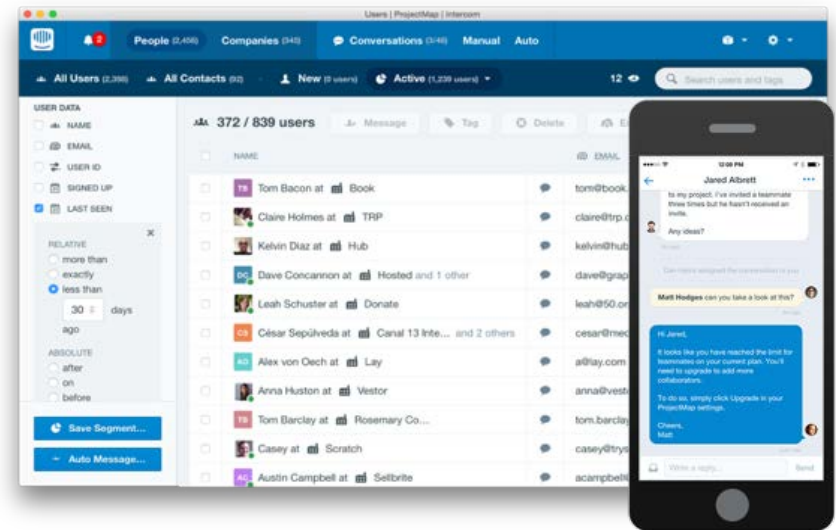 Users | ProjectMap | Intercom
2
People (2,456)
Companies (345)
Conversations (3/46)
Manual
Auto
All Users (2,398)
All Contacts (92)
New (0 users)
Active (1,239 users)
12
Search users and tags
USER DATA
NAME
EMAIL
USER ID
SIGNED UP
LAST SEEN
RELATIVE
more than
exactly
less than
30 days
ago
ABSOLUTE
after
on
before
Save Segment...
Auto Message...
372 / 839 users
Message
Tag
Delete
NAME
EMAIL
TB Tom Bacon at Book
tom@book.
Claire Holmes at TRP
claire@trp.c
Kelvin Diaz at Hub
kelvin@hub
DC Dave Concannon at Hosted and 1 other
dave@grap
Leah Schuster at Donate
leah@50.or
CS César Sepúlveda at Canal 13 Inte... and 2 others
cesar@med
AO Alex von Oech at Lay
a@lay.com
Anna Huston at Vestor
anna@vest
TB Tom Barclay at Rosemary Co...
tom.barclay
Casey at Scratch
casey@trys
AC Austin Campbell at Sellbrite
acampbell
12:00 PM
Jared Albrett
to my project. I've invited a teammate
three times but he hasn't received an
invite.
Any ideas?
Matt Hodges can you take a look at this?
Hi Jared,
It looks like you have reached the limit for
teammates on your current plan. You'll
need to upgrade to add more
collaborators.
To do so, simply click Upgrade in your
ProjectMap settings.
Cheers,
Matt
Write a reply...
Send